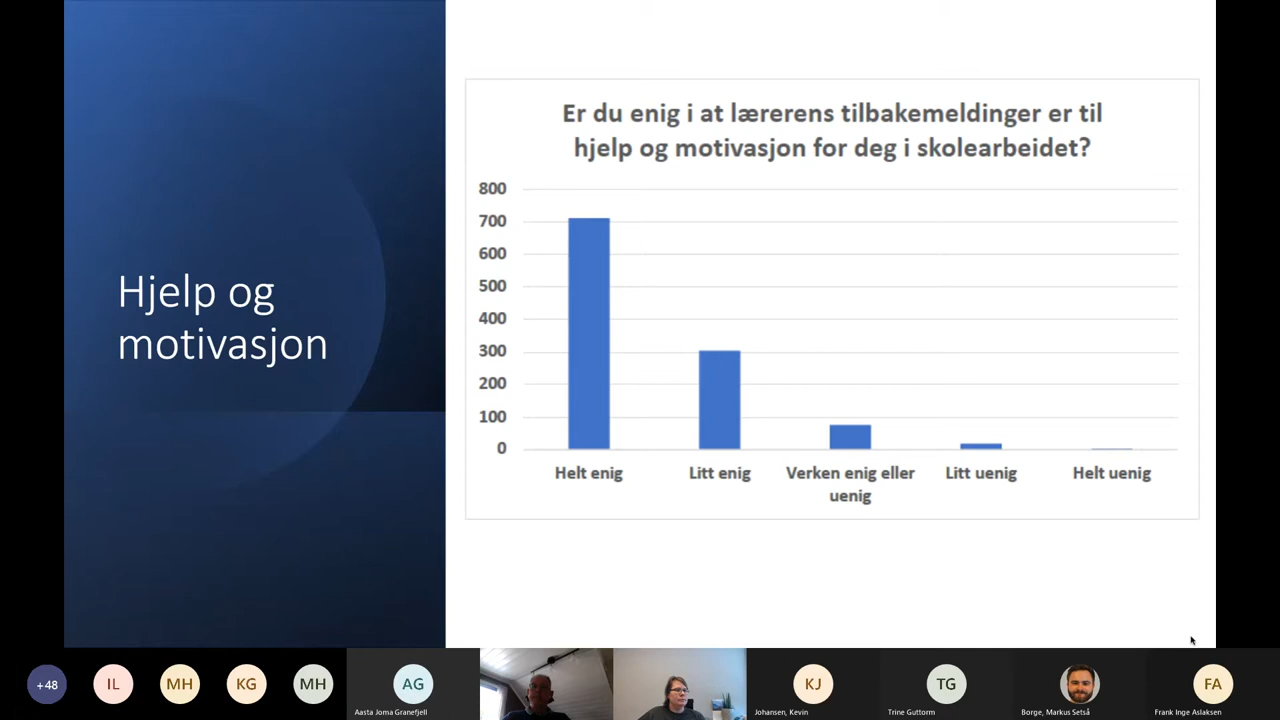 Hjelp og
motivasjon
Er du enig i at lærerens tilbakemeldinger er til
hjelp og motivasjon for deg i skolearbeidet?
800
700
600
500
400
300
200
100
0
Helt enig
Litt enig
Verken enig eller
uenig
Litt uenig
Helt uenig
+48
IL
MH
KG
MH
AG
Aasta Joma Granefjell
KJ
Johansen, Kevin
TG
Trine Guttorm
Borge, Markus Setså
FA
Frank Inge Aslaksen